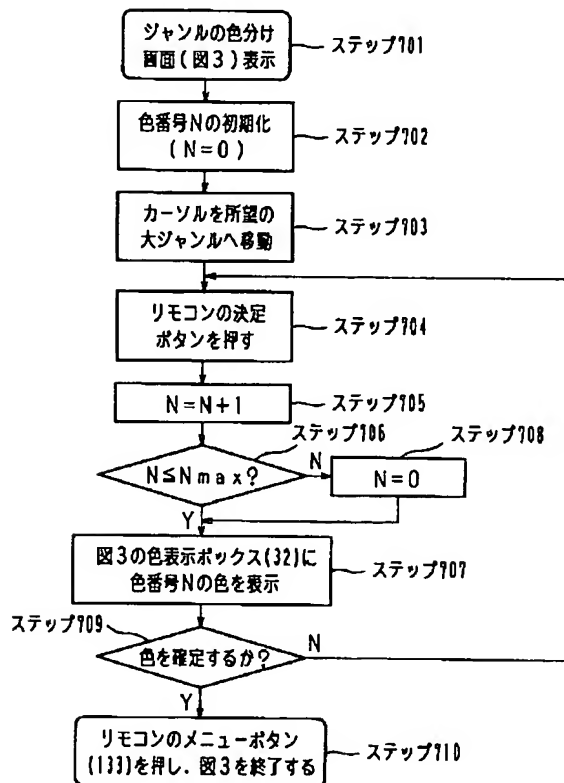 ジャンルの色分け
画面(図3)表示
ステップ701
色番号Nの初期化
(N=0)
ステップ702
カーソルを所望の
大ジャンルへ移動
ステップ703
リモコンの決定
ボタンを押す
ステップ704
N=N+1
ステップ705
ステップ706
N≦Nmax?
N
ステップ708
N=0
Y
図3の色表示ボックス(32)に
色番号Nの色を表示
ステップ707
ステップ709
色を確定するか?
N
Y
リモコンのメニューボタン
(133)を押し、図3を終了する
ステップ710